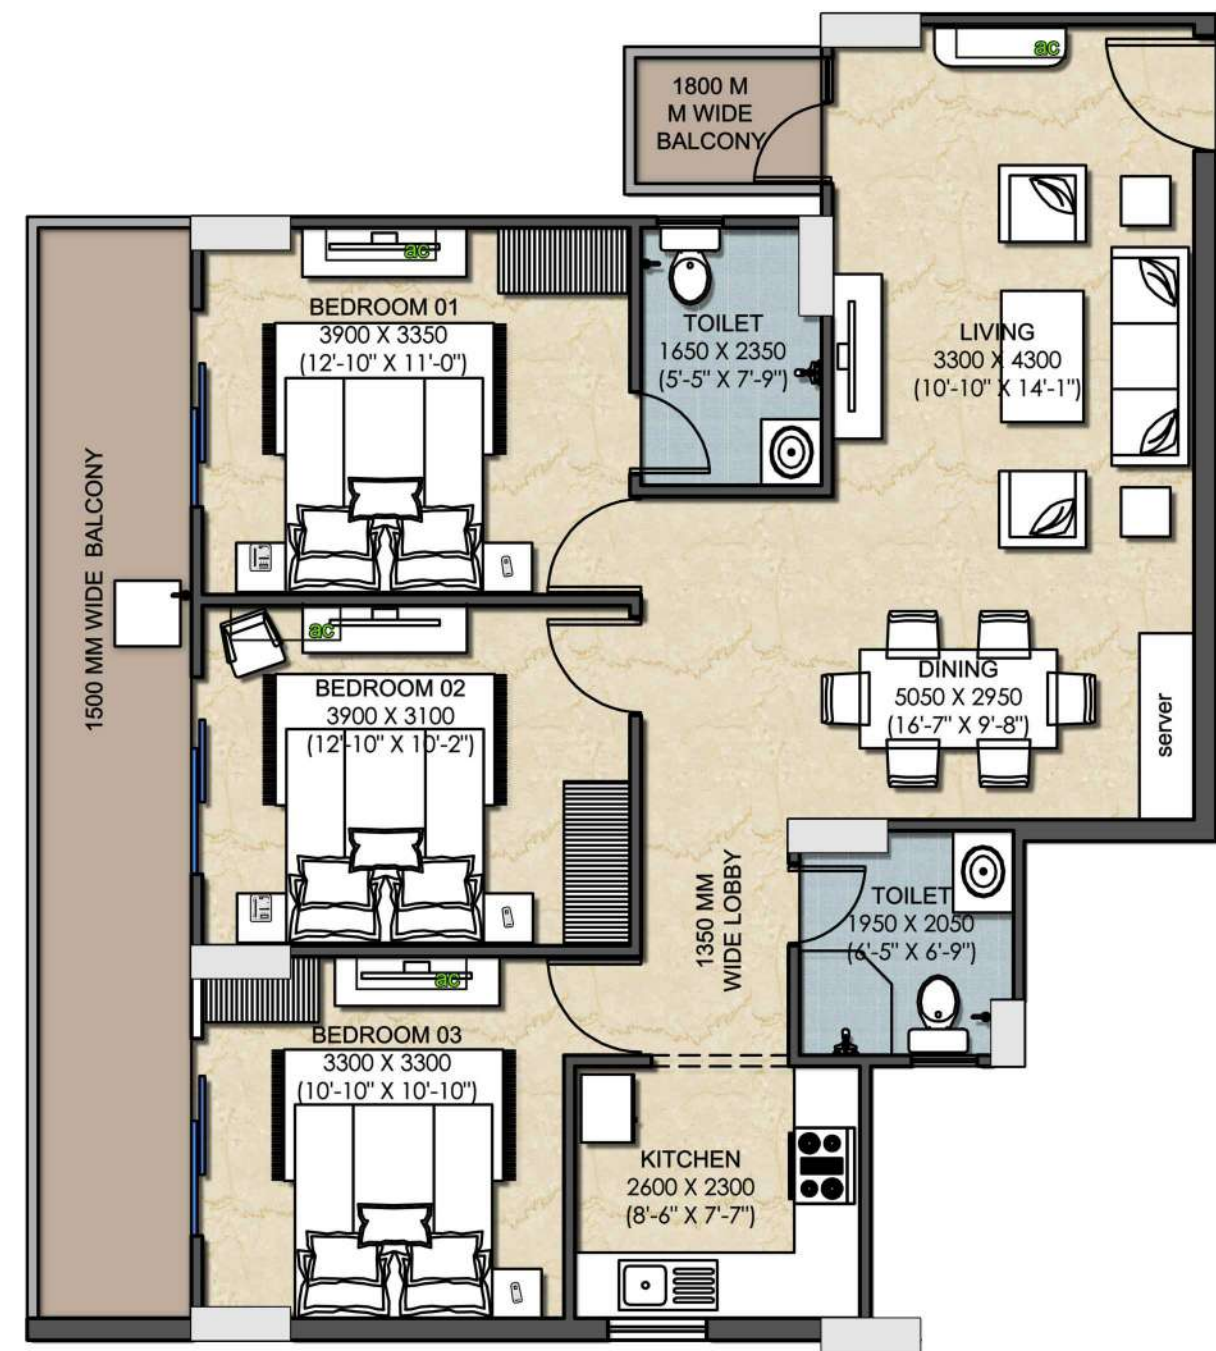 1800 M
M WIDE
BALCONY
ac
ac
BEDROOM 01
3900 X 3350
(12'-10" X 11'-0")
TOILET
1650 X 2350
(5'-5" X 7'-9")
LIVING
3300 X 4300
(10'-10" X 14'-1")
1500 MM WIDE BALCONY
ac
BEDROOM 02
3900 X 3100
(12'-10" X 10'-2")
DINING
5050 X 2950
(16'-7" X 9'-8")
server
1350 MM
WIDE LOBBY
TOILET
1950 X 2050
(6'-5" X 6'-9")
ac
BEDROOM 03
3300 X 3300
(10'-10" X 10'-10")
KITCHEN
2600 X 2300
(8'-6" X 7'-7")